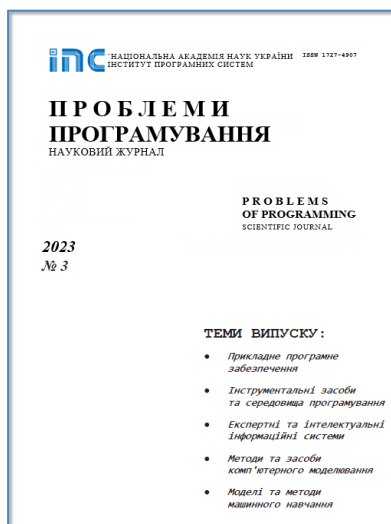 іпс
НАЦІОНАЛЬНА АКАДЕМІЯ НАУК УКРАЇНИ ISSN 1727-4907
ІНСТИТУТ ПРОГРАМНИХ СИСТЕМ
ПРОБЛЕМИ
ПРОГРАМУВАННЯ
НАУКОВИЙ ЖУРНАЛ
PROBLEMS
OF PROGRAMMING
SCIENTIFIC JOURNAL
2023
№ 3
ТЕМИ ВИПУСКУ:
• Прикладне програмне
забезпечення
• Інструментальні засоби
та середовища програмування
• Експертні та інтелектуальні
інформаційні системи
• Методи та засоби
комп'ютерного моделювання
• Моделі та методи
машинного навчання